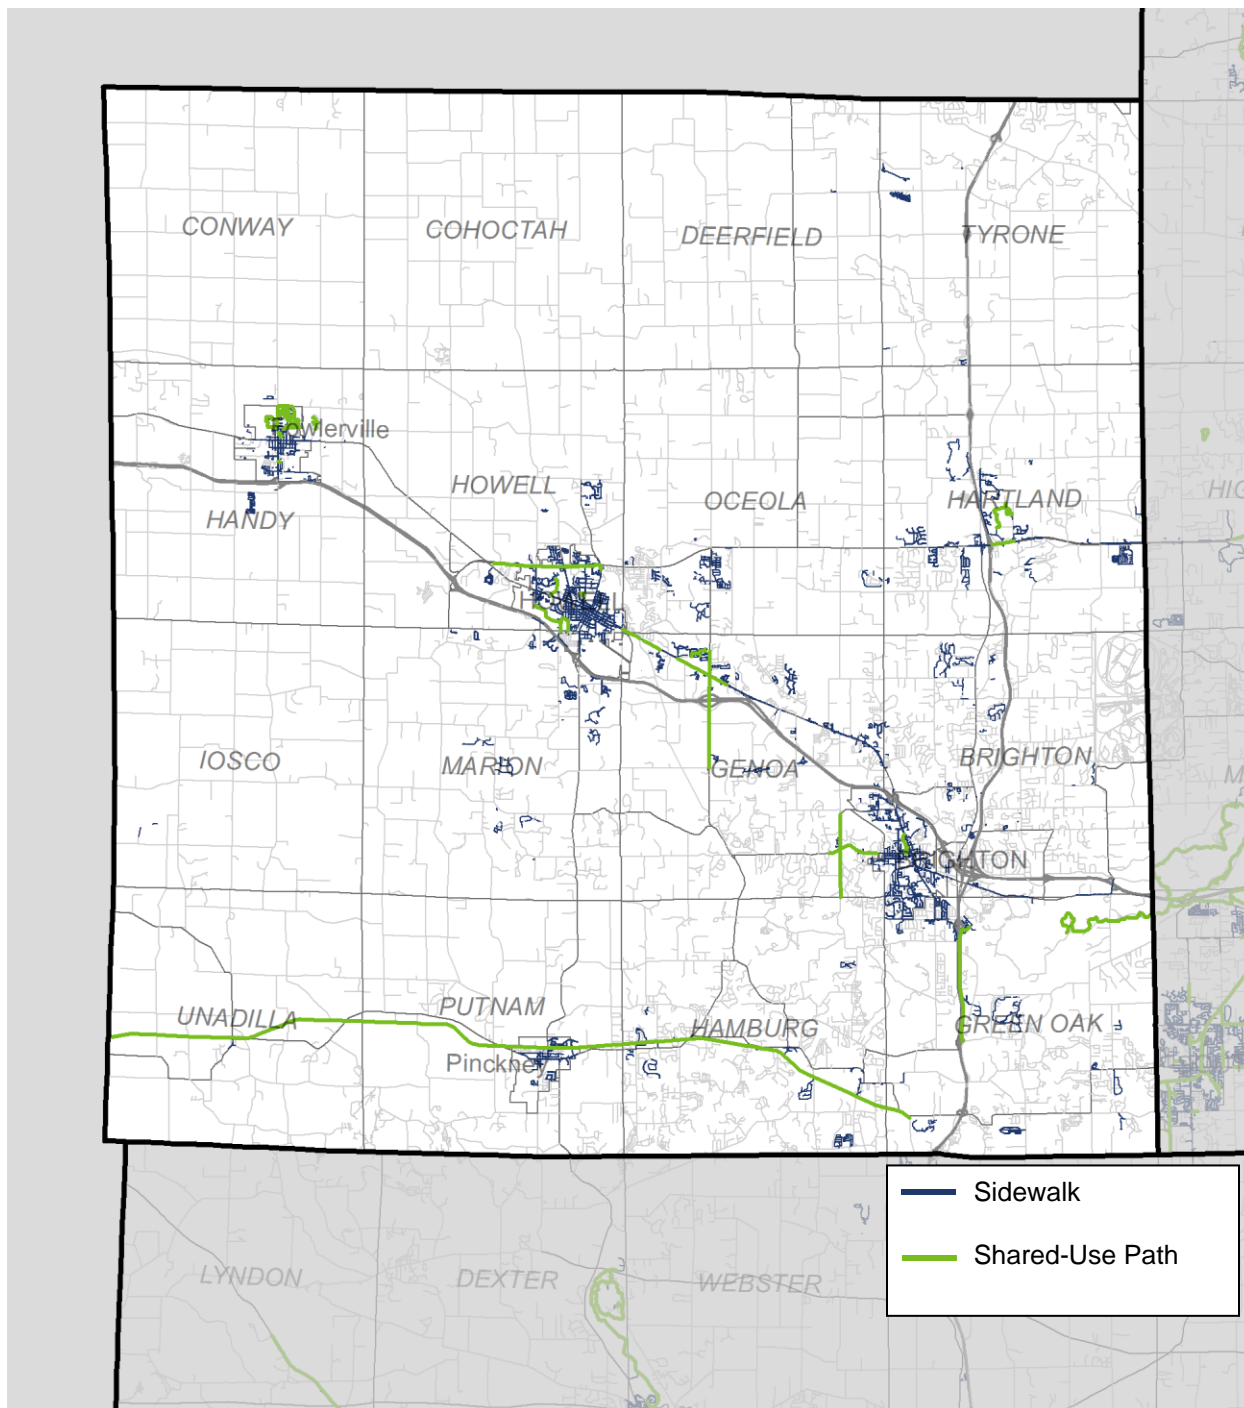 CONWAY
COHOCTAH
DEERFIELD
TYRONE
Fowlerville
HOWELL
OCEOLA
HARTLAND
HIG
HANDY
IOSCO
MARION
GENOA
BRIGHTON
M
BRIGHTON
UNADILLA
PUTNAM
HAMBURG
GREEN OAK
Pinckney
Sidewalk
Shared-Use Path
LYNDON
DEXTER
WEBSTER